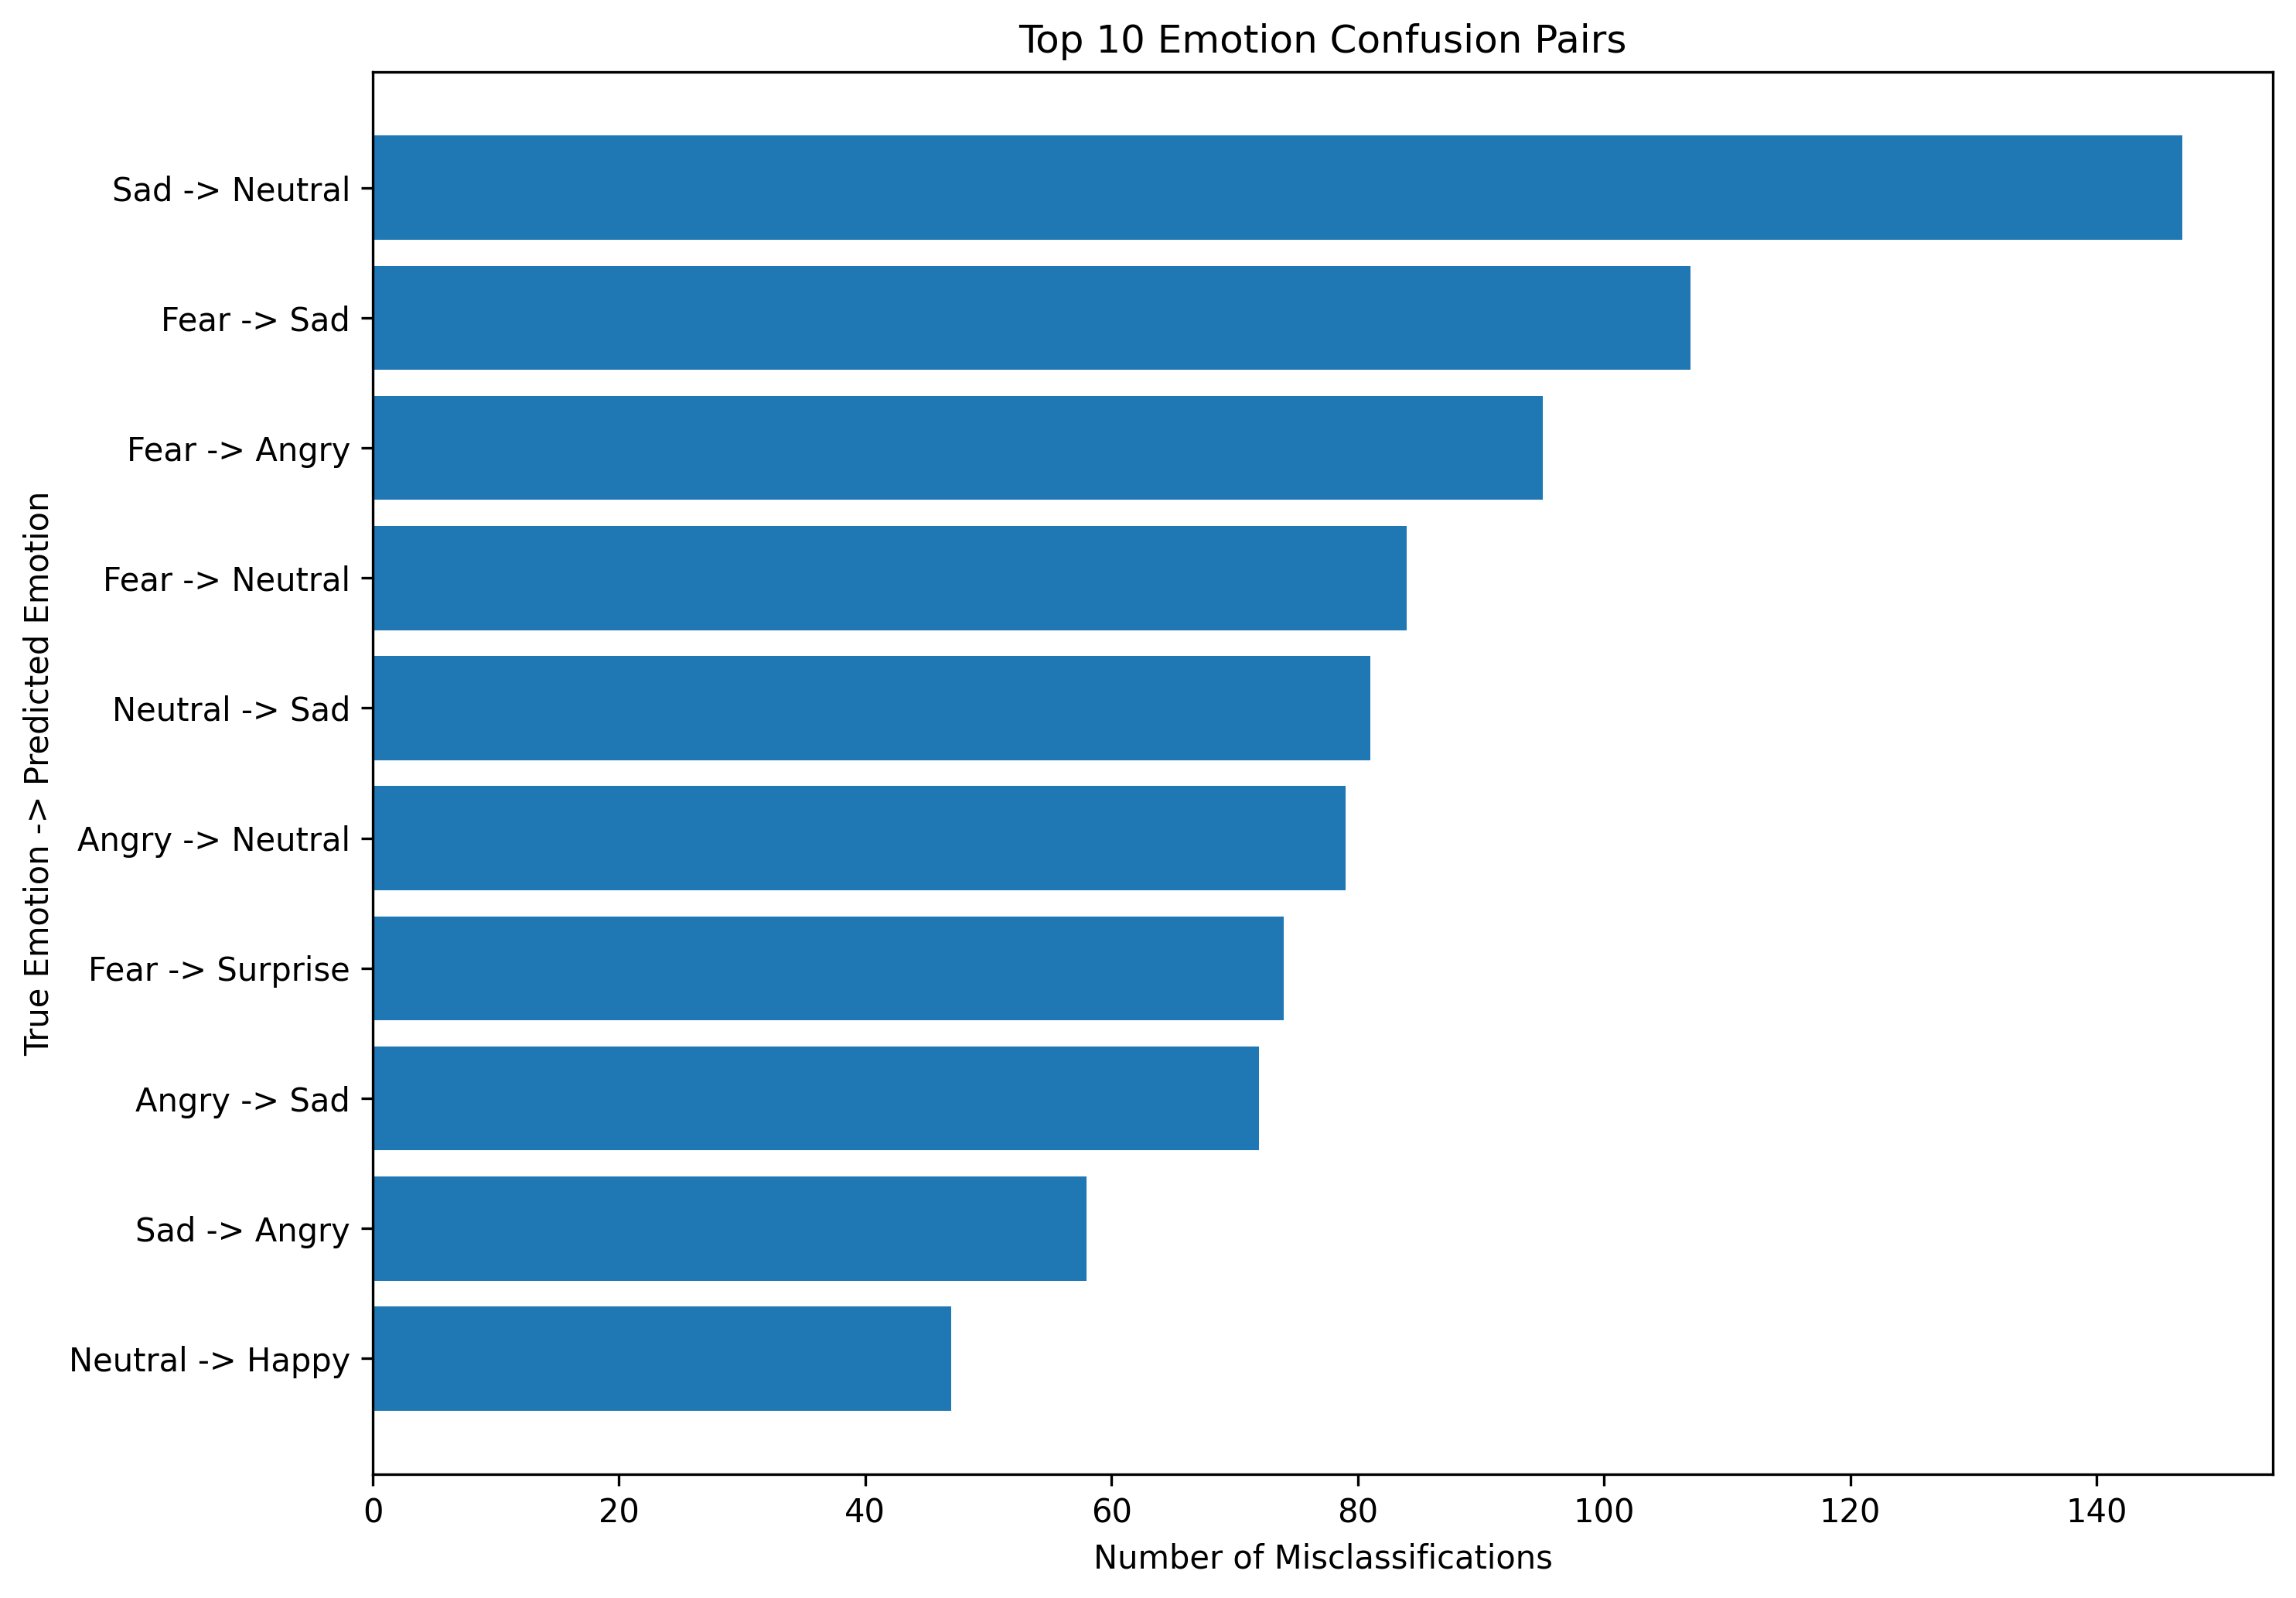 Top 10 Emotion Confusion Pairs
True Emotion -> Predicted Emotion
Sad -> Neutral
Fear -> Sad
Fear -> Angry
Fear -> Neutral
Neutral -> Sad
Angry -> Neutral
Fear -> Surprise
Angry -> Sad
Sad -> Angry
Neutral -> Happy
0 20 40 60 80 100 120 140
Number of Misclassifications